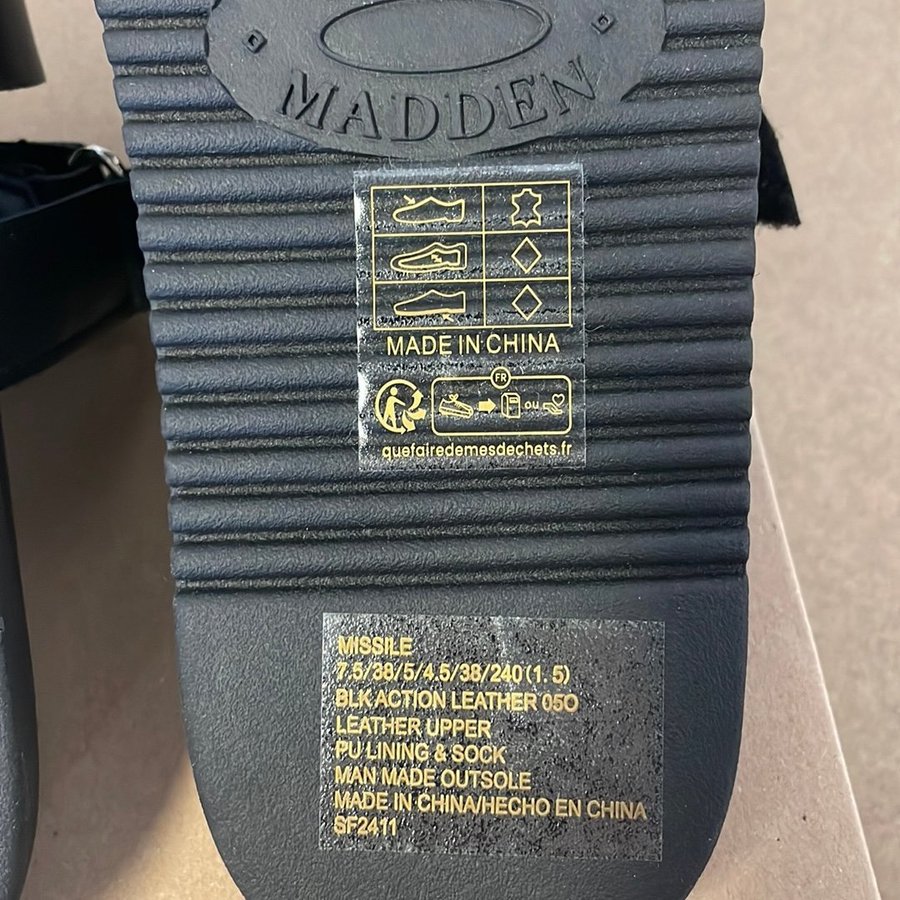 MADDEN
MADE IN CHINA
FR
ou
quefairedemesdechets.fr
MISSILE
7.5/38/5/4.5/38/240(1.5)
BLK ACTION LEATHER 05O
LEATHER UPPER
PU LINING & SOCK
MAN MADE OUTSOLE
MADE IN CHINA/HECHO EN CHINA
SF2411